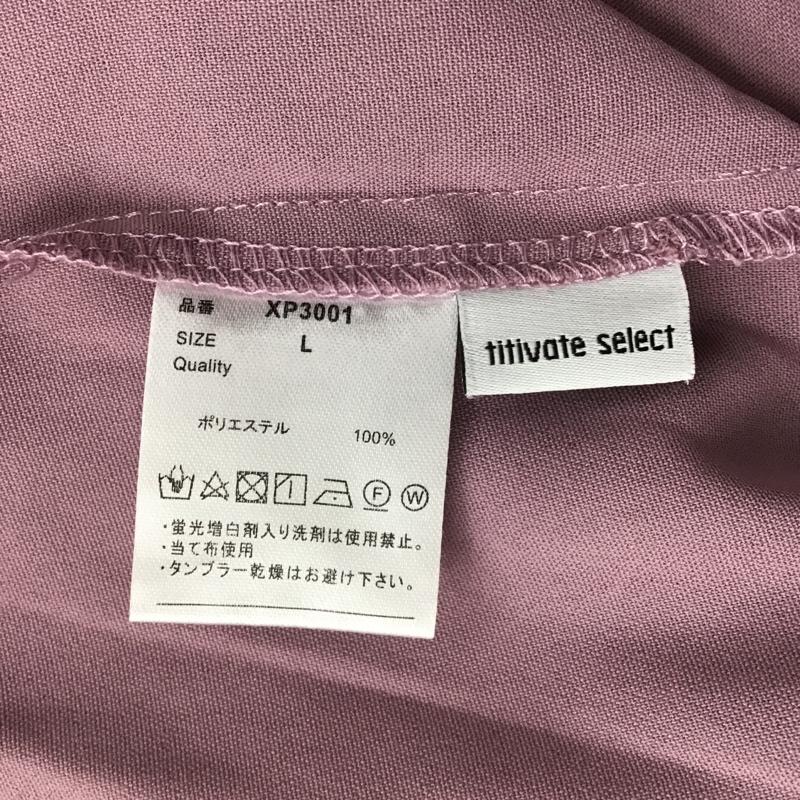 品番 XP3001
SIZE L
Quality
ポリエステル 100%
F W
・蛍光増白剤入り洗剤は使用禁止。
・当て布使用
・タンブラー乾燥はお避け下さい。
titivate select